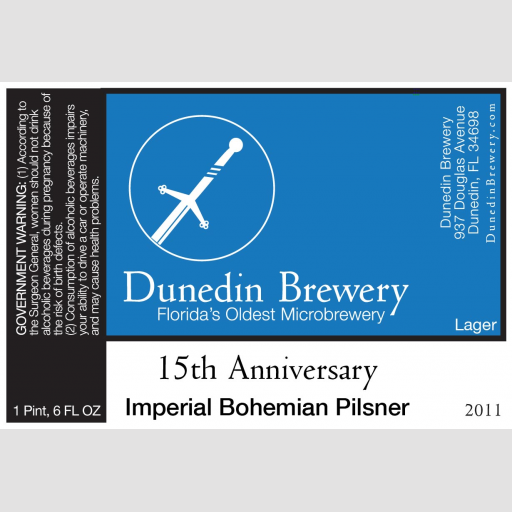 GOVERNMENT WARNING: (1) According to
the Surgeon General, women should not drink
alcoholic beverages during pregnancy because of
the risk of birth defects.
(2) Consumption of alcoholic beverages impairs
your ability to drive a car or operate machinery,
and may cause health problems.
1 Pint, 6 FL OZ
Dunedin Brewery
Florida's Oldest Microbrewery
Dunedin Brewery
937 Douglas Avenue
Dunedin, FL 34698
DunedinBrewery.com
Lager
15th Anniversary
Imperial Bohemian Pilsner
2011